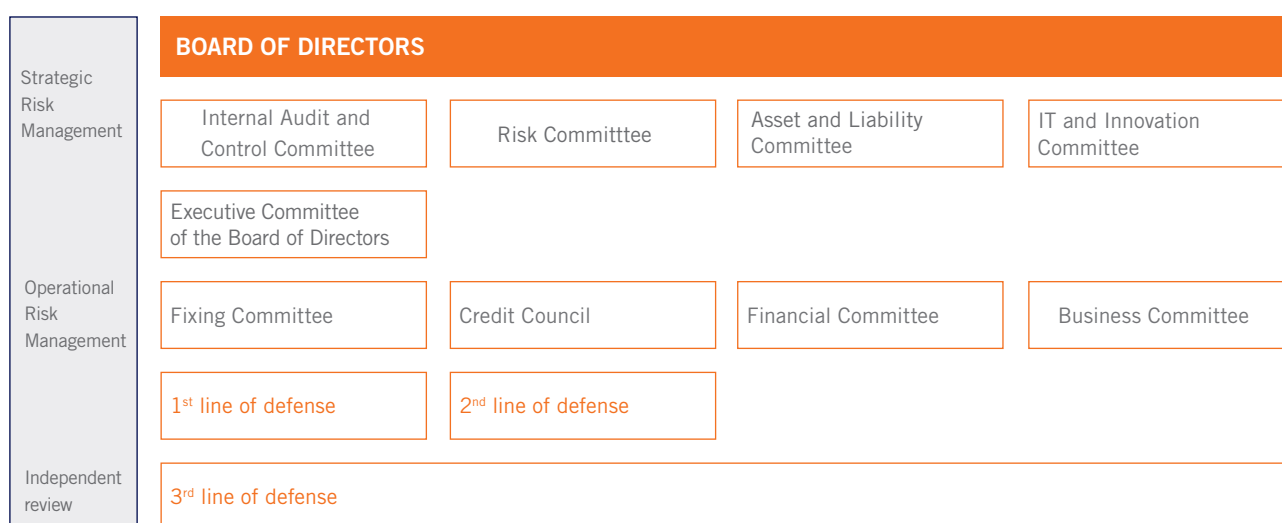 BOARD OF DIRECTORS
Strategic
Risk
Management
Internal Audit and
Control Committee
Risk Committtee
Asset and Liability
Committee
IT and Innovation
Committee
Executive Committee
of the Board of Directors
Operational
Risk
Management
Fixing Committee
Credit Council
Financial Committee
Business Committee
1st line of defense
2nd line of defense
Independent
review
3rd line of defense